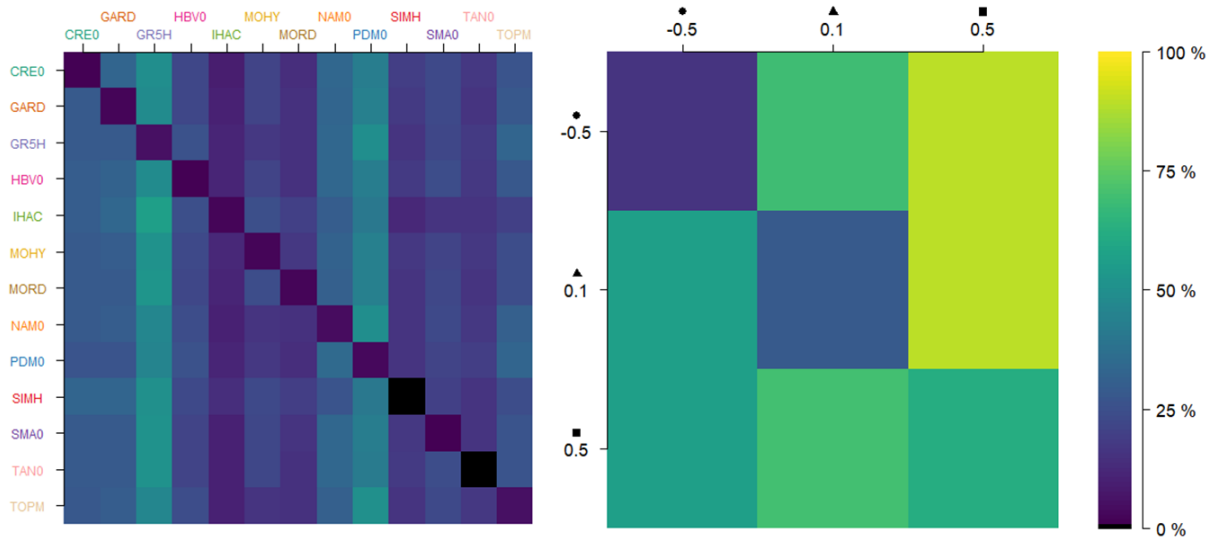 GARD HBV0 MOHY NAM0 SIMH TAN0
CRE0 GR5H IHAC MORD PDM0 SMA0 TOPM
CRE0
GARD
GR5H
HBV0
IHAC
MOHY
MORD
NAM0
PDM0
SIMH
SMA0
TAN0
TOPM
-0.5 0.1 0.5
-0.5
0.1
0.5
100 %
75 %
50 %
25 %
0 %